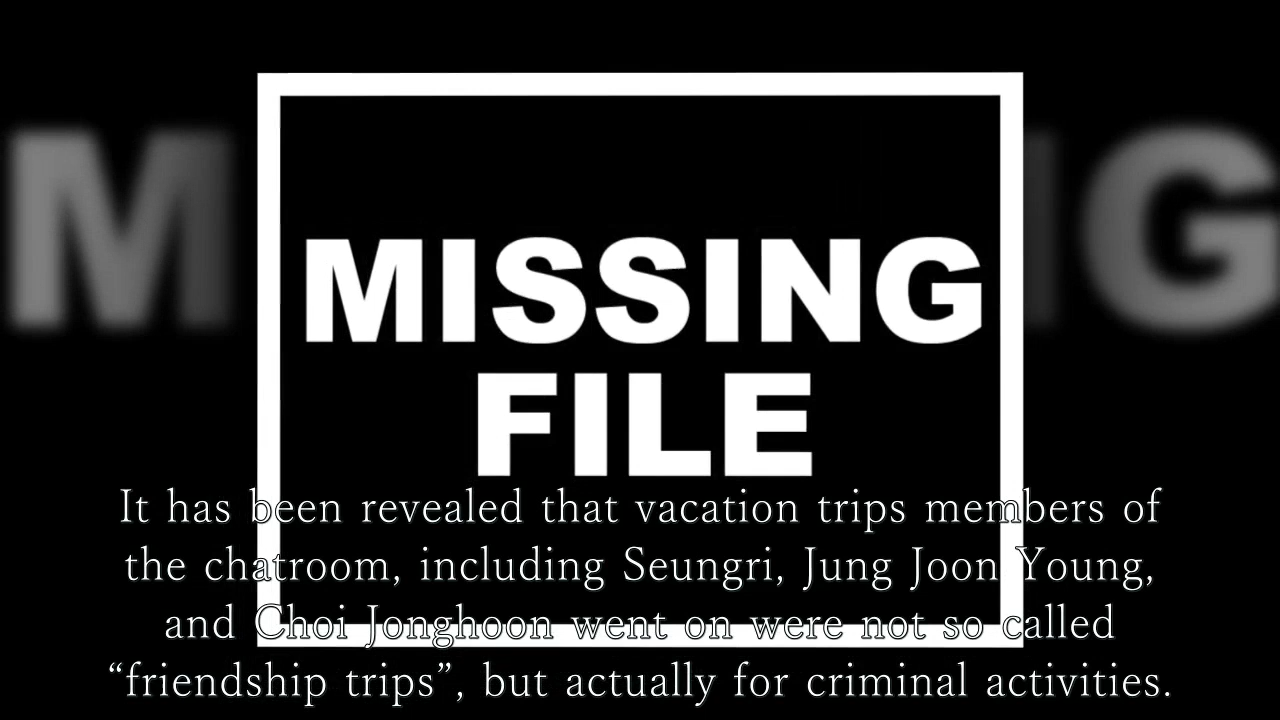 MISSING
FILE
It has been revealed that vacation trips members of
the chatroom, including Seungri, Jung Joon Young,
and Choi Jonghoon went on were not so called
“friendship trips”, but actually for criminal activities.